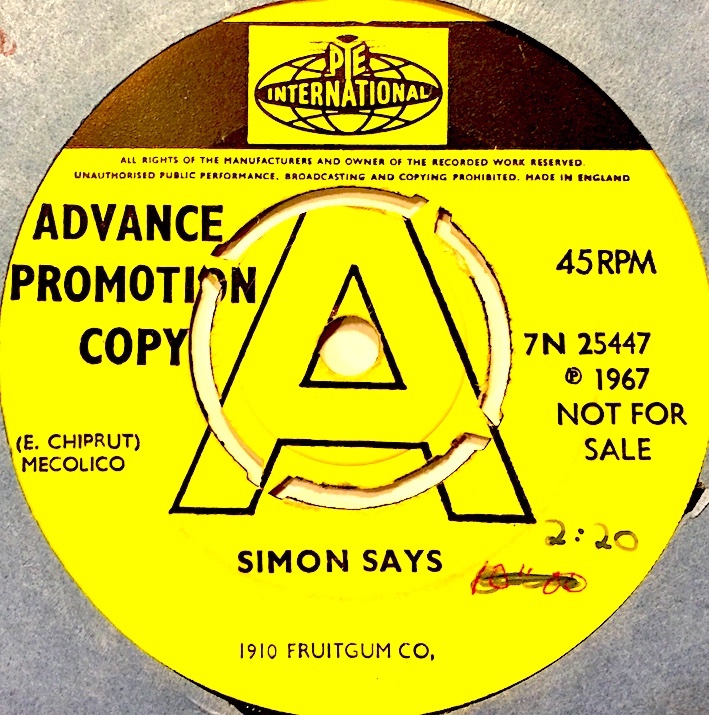 PYE
INTERNATIONAL
ALL RIGHTS OF THE MANUFACTURERS AND OWNER OF THE RECORDED WORK RESERVED.
UNAUTHORISED PUBLIC PERFORMANCE, BROADCASTING AND COPYING PROHIBITED. MADE IN ENGLAND
ADVANCE
PROMOTION
COPY
A
45 RPM
7N 25447
℗ 1967
NOT FOR
SALE
(E. CHIPRUT)
MECOLICO
2:20
SIMON SAYS
1910 FRUITGUM CO,